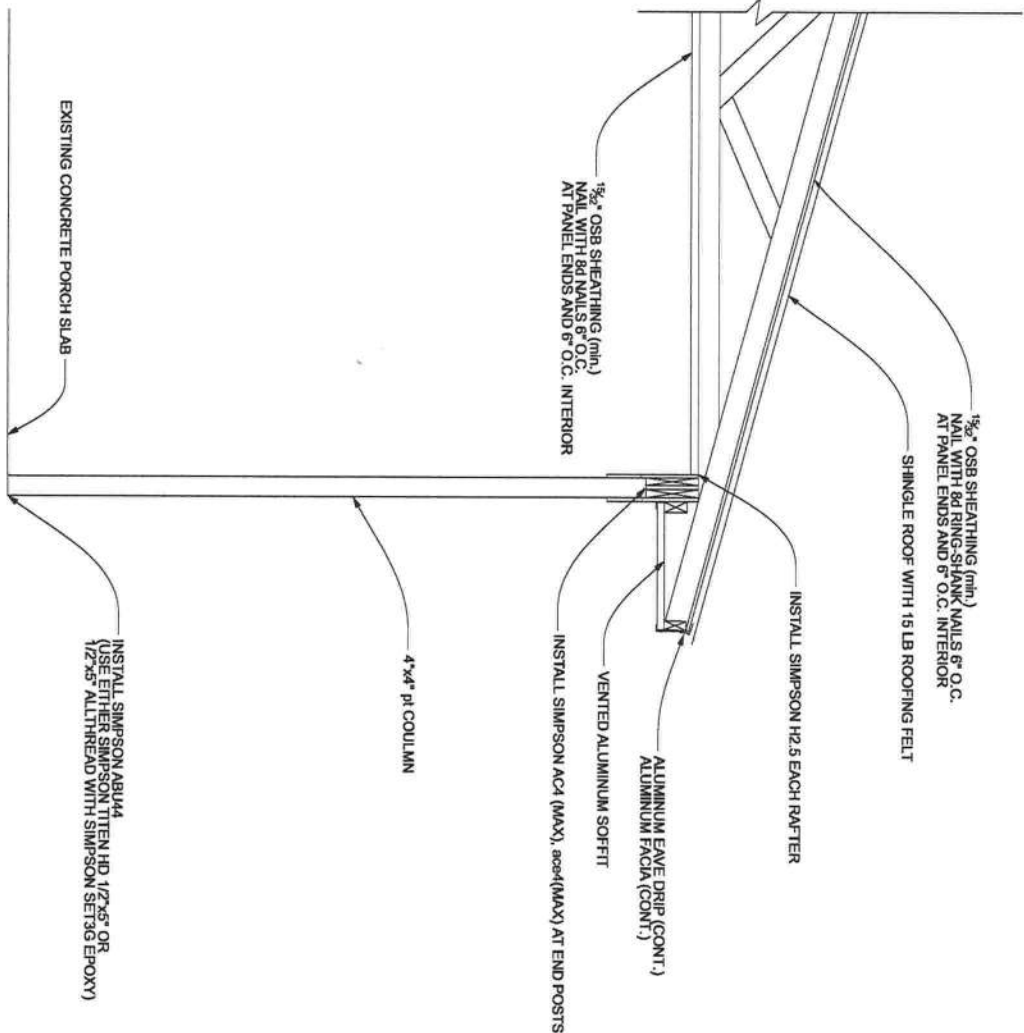 15/32" OSB SHEATHING (min.)
NAIL WITH 8d RING-SHANK NAILS 6" O.C.
AT PANEL ENDS AND 6" O.C. INTERIOR
SHINGLE ROOF WITH 15 LB ROOFING FELT
INSTALL SIMPSON H2.5 EACH RAFTER
ALUMINUM EAVE DRIP (CONT.)
ALUMINUM FACIA (CONT.)
VENTED ALUMINUM SOFFIT
INSTALL SIMPSON AC4 (MAX), ace4(MAX) AT END POSTS
15/32" OSB SHEATHING (min.)
NAIL WITH 8d NAILS 6" O.C.
AT PANEL ENDS AND 6" O.C. INTERIOR
4"x4" pt COULMN
EXISTING CONCRETE PORCH SLAB
INSTALL SIMPSON ABU44
(USE EITHER SIMPSON TITEN HD 1/2"x5" OR
1/2"x5" ALLTHREAD WITH SIMPSON SET3G EPOXY)